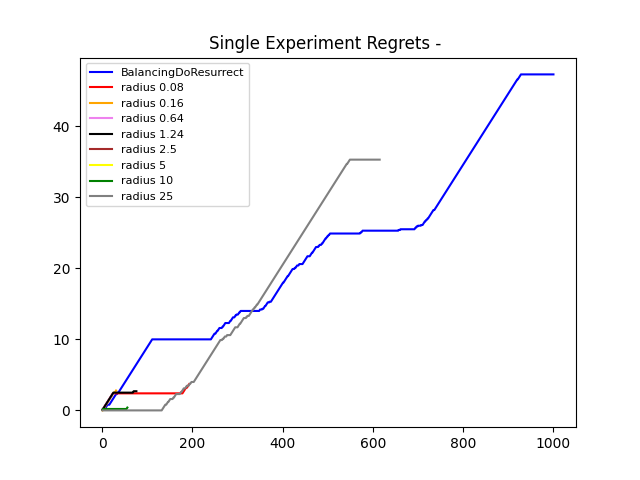 Single Experiment Regrets -
BalancingDoResurrect
radius 0.08
radius 0.16
radius 0.64
radius 1.24
radius 2.5
radius 5
radius 10
radius 25
40
30
20
10
0
0 200 400 600 800 1000